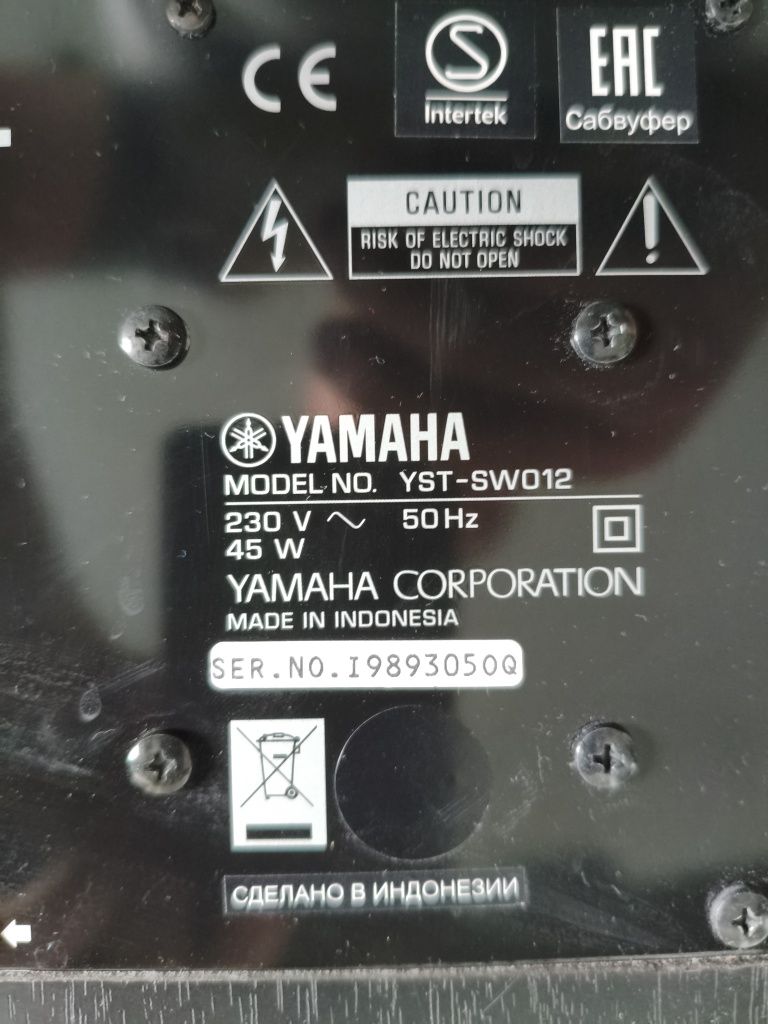 CE
S
Intertek
EAC
Сабвуфер
CAUTION
RISK OF ELECTRIC SHOCK
DO NOT OPEN
YAMAHA
MODEL NO. YST-SW012
230 V ~ 50 Hz
45 W
YAMAHA CORPORATION
MADE IN INDONESIA
SER.NO.I9893050Q
СДЕЛАНО В ИНДОНЕЗИИ